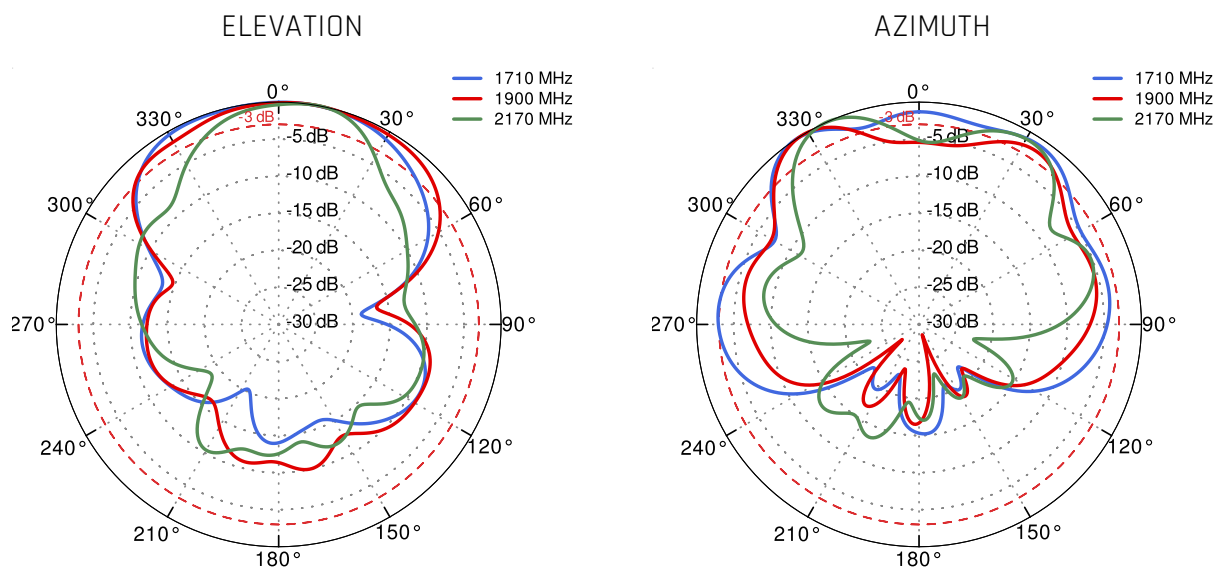 ELEVATION
0°
30°
60°
90°
120°
150°
180°
210°
240°
270°
300°
330°
-3 dB
-5 dB
-10 dB
-15 dB
-20 dB
-25 dB
-30 dB
1710 MHz
1900 MHz
2170 MHz
AZIMUTH
0°
30°
60°
90°
120°
150°
180°
210°
240°
270°
300°
330°
-3 dB
-5 dB
-10 dB
-15 dB
-20 dB
-25 dB
-30 dB
1710 MHz
1900 MHz
2170 MHz